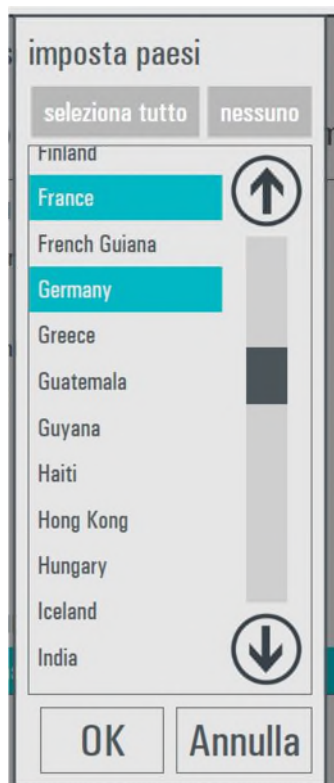 imposta paesi
seleziona tutto nessuno
Finland
France
French Guiana
Germany
Greece
Guatemala
Guyana
Haiti
Hong Kong
Hungary
Iceland
India
OK Annulla